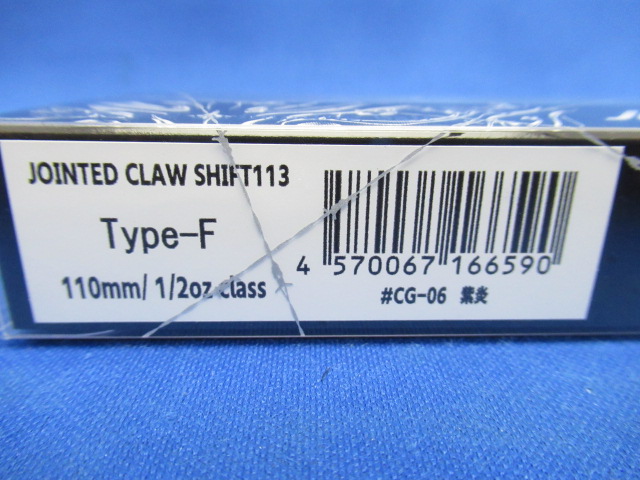 JOINTED CLAW SHIFT113
Type-F
110mm/ 1/2oz class
4 570067 166590
#CG-06 紫炎